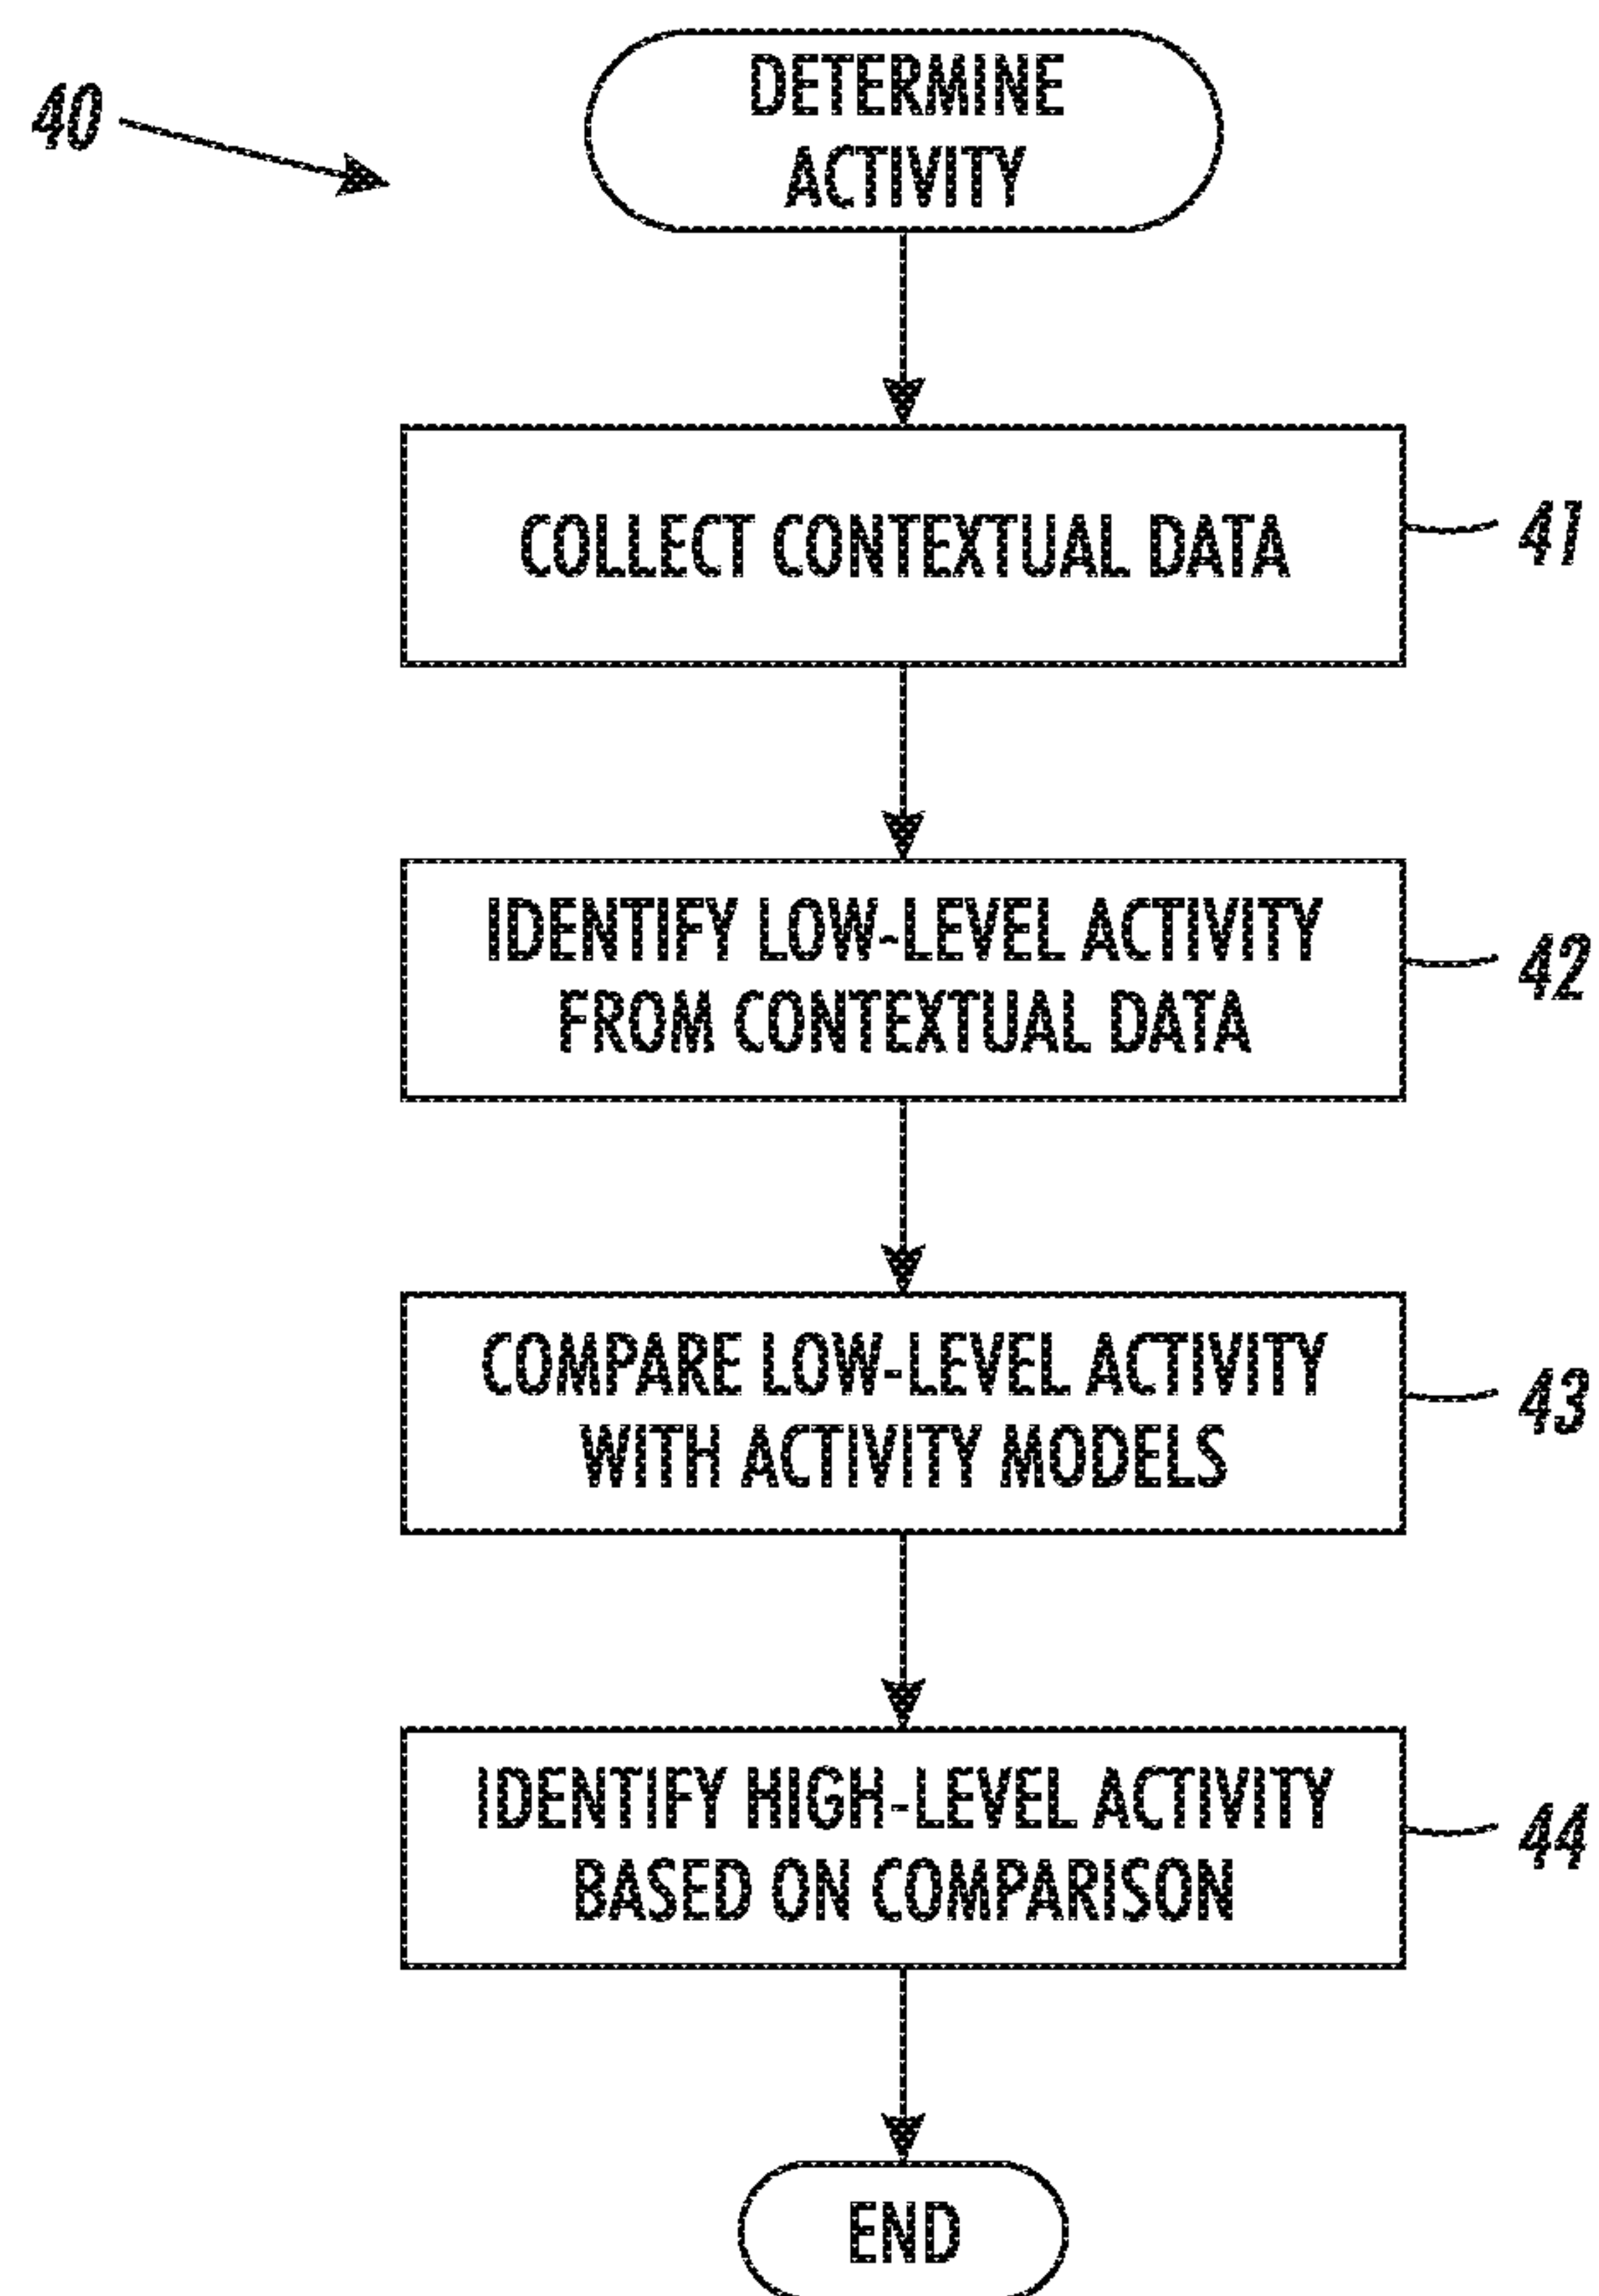 40
DETERMINE
ACTIVITY
COLLECT CONTEXTUAL DATA
41
IDENTIFY LOW-LEVEL ACTIVITY
FROM CONTEXTUAL DATA
42
COMPARE LOW-LEVEL ACTIVITY
WITH ACTIVITY MODELS
43
IDENTIFY HIGH-LEVEL ACTIVITY
BASED ON COMPARISON
44
END